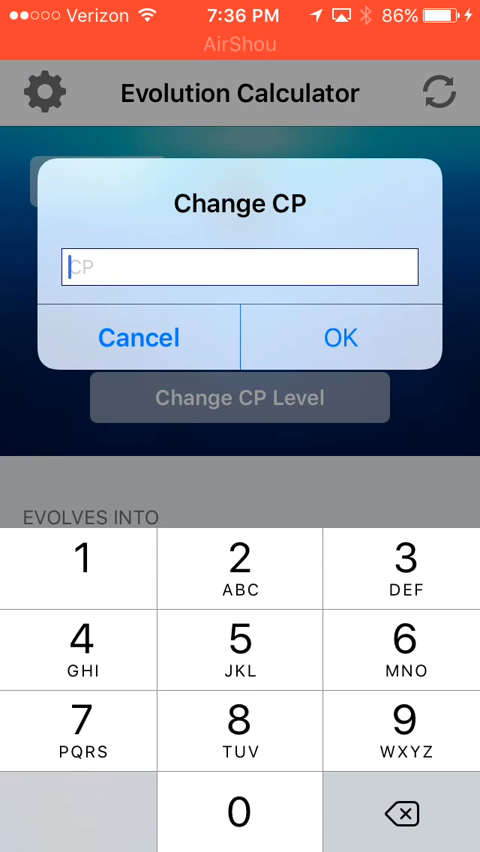 Verizon 7:36 PM 86%
AirShou
Evolution Calculator
Change CP
CP
Cancel OK
Change CP Level
EVOLVES INTO
1 2 3
ABC DEF
4 5 6
GHI JKL MNO
7 8 9
PQRS TUV WXYZ
0